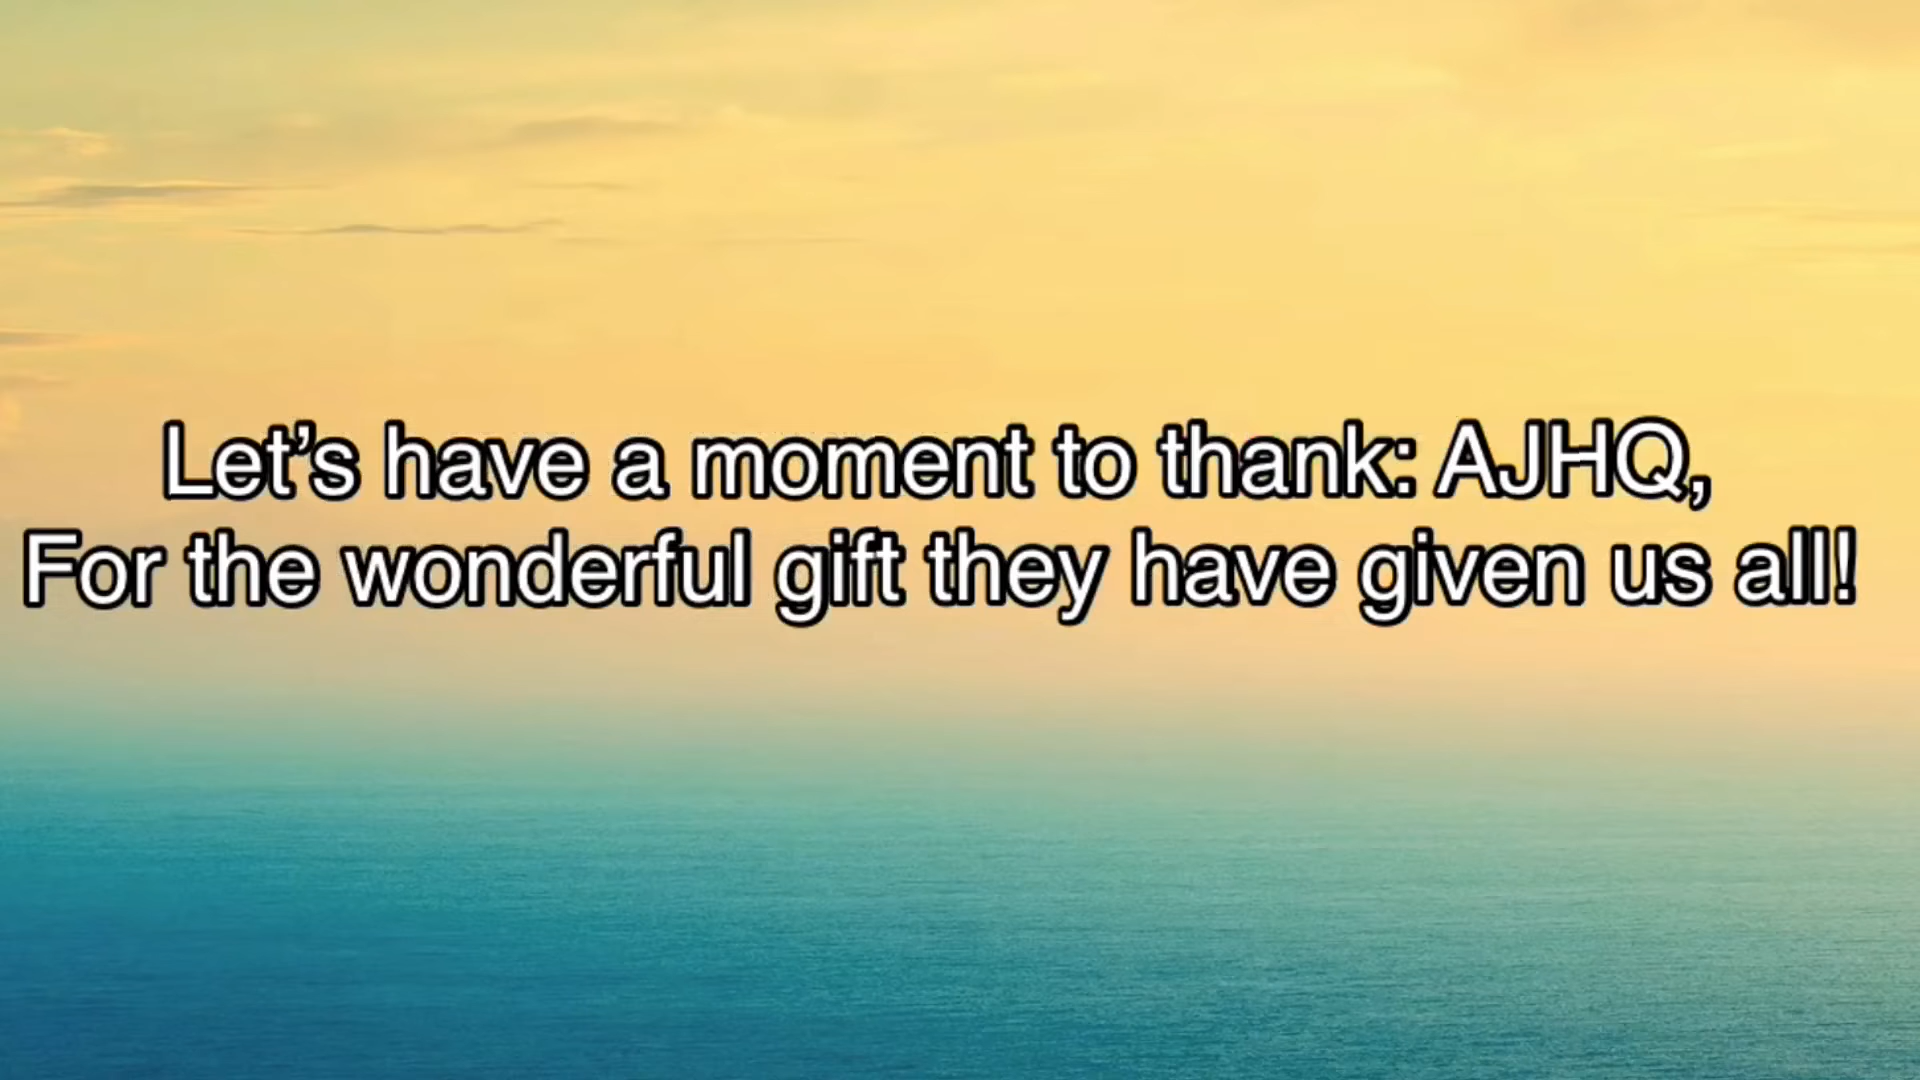 Let’s have a moment to thank: AJHQ,
For the wonderful gift they have given us all!